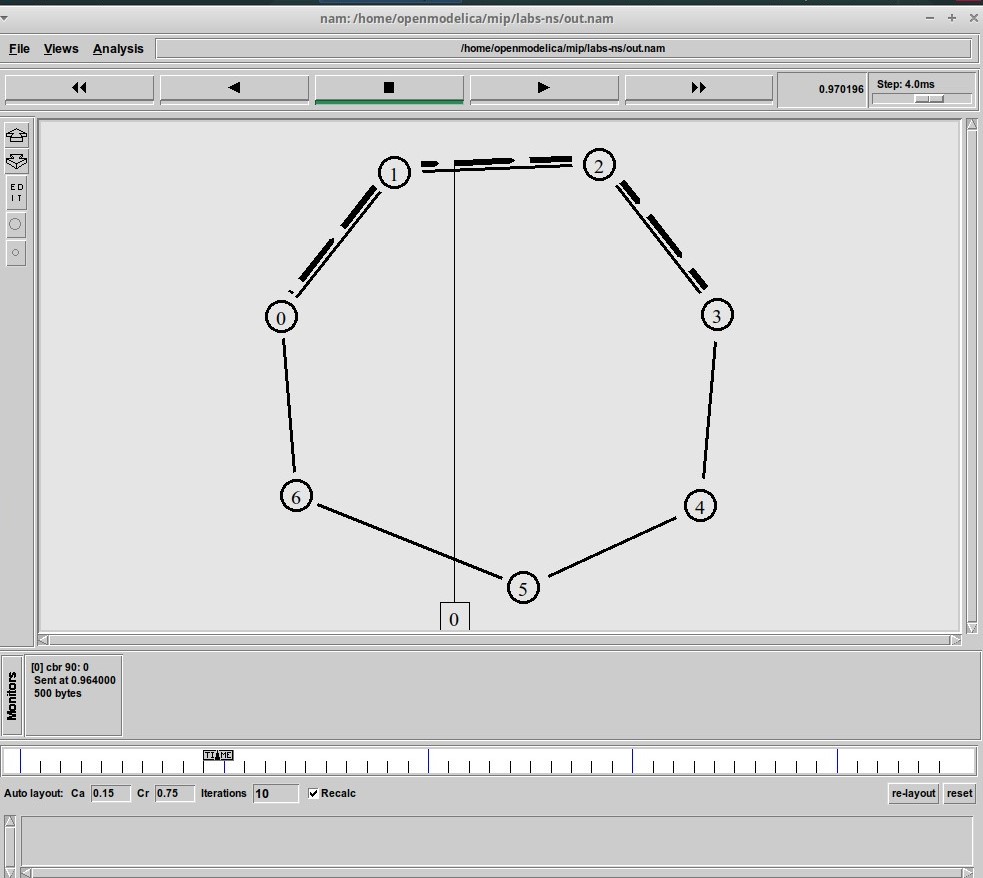 nam: /home/openmodelica/mip/labs-ns/out.nam
File Views Analysis /home/openmodelica/mip/labs-ns/out.nam
0.970196 Step: 4.0ms
E D
I T
1
2
0
3
6
4
5
0
Monitors
[0] cbr 90: 0
Sent at 0.964000
500 bytes
TIME
Auto layout: Ca 0.15 Cr 0.75 Iterations 10 Recalc re-layout reset